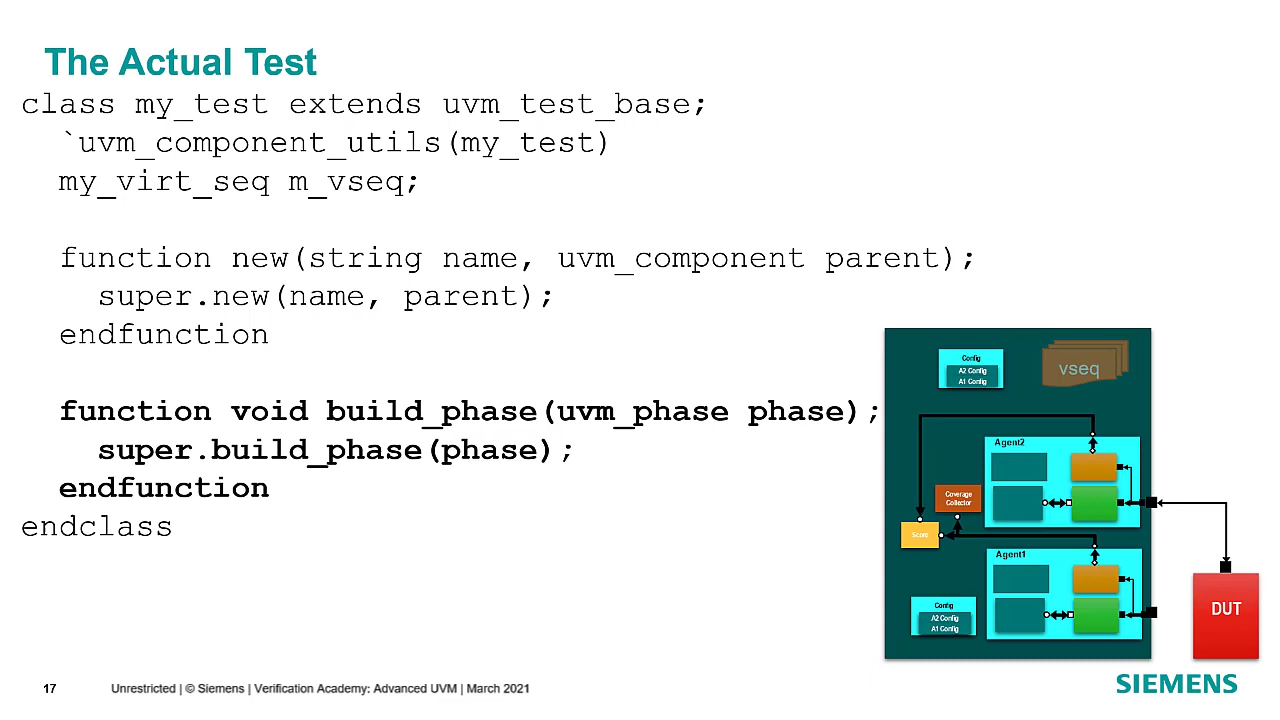 The Actual Test
class my_test extends uvm_test_base;
`uvm_component_utils(my_test)
my_virt_seq m_vseq;
function new(string name, uvm_component parent);
super.new(name, parent);
endfunction
function void build_phase(uvm_phase phase);
super.build_phase(phase);
endfunction
endclass
Config
A2 Config
A1 Config
vseq
Agent2
Coverage
Collector
Score
Agent1
Config
A2 Config
A1 Config
DUT
17
Unrestricted | © Siemens | Verification Academy: Advanced UVM | March 2021
SIEMENS